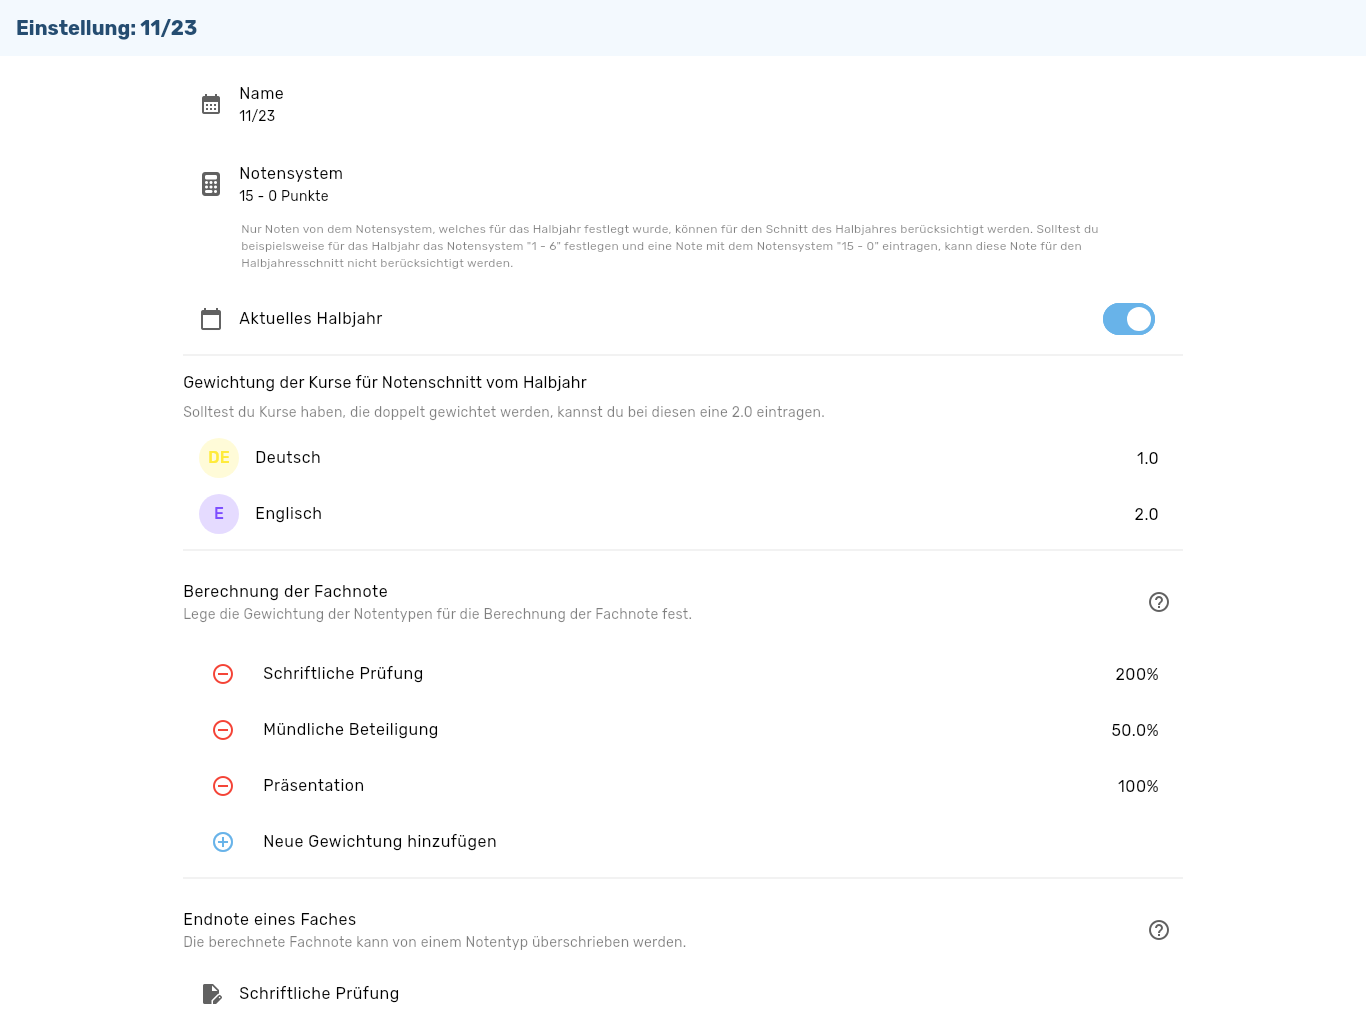 Einstellung: 11/23
Name
11/23
Notensystem
15 - 0 Punkte
Nur Noten von dem Notensystem, welches für das Halbjahr festlegt wurde, können für den Schnitt des Halbjahres berücksichtigt werden. Solltest du
beispielsweise für das Halbjahr das Notensystem "1 - 6" festlegen und eine Note mit dem Notensystem "15 - 0" eintragen, kann diese Note für den
Halbjahresschnitt nicht berücksichtigt werden.
Aktuelles Halbjahr
Gewichtung der Kurse für Notenschnitt vom Halbjahr
Solltest du Kurse haben, die doppelt gewichtet werden, kannst du bei diesen eine 2.0 eintragen.
DE Deutsch 1.0
E Englisch 2.0
Berechnung der Fachnote
Lege die Gewichtung der Notentypen für die Berechnung der Fachnote fest.
Schriftliche Prüfung 200%
Mündliche Beteiligung 50.0%
Präsentation 100%
Neue Gewichtung hinzufügen
Endnote eines Faches
Die berechnete Fachnote kann von einem Notentyp überschrieben werden.
Schriftliche Prüfung